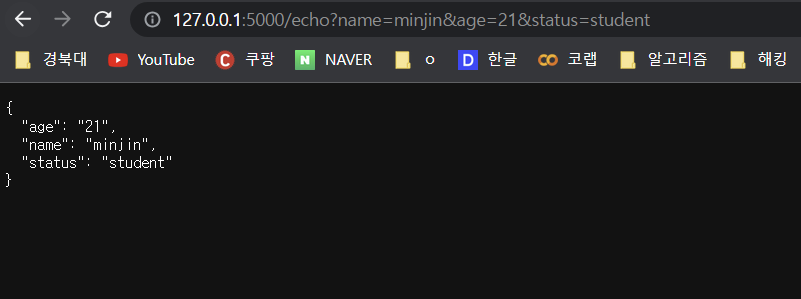 127.0.0.1:5000/echo?name=minjin&age=21&status=student
경북대 YouTube C 쿠팡 N NAVER ㅇ D 한글 CO 코랩 알고리즘 해킹
{
  "age": "21",
  "name": "minjin",
  "status": "student"
}